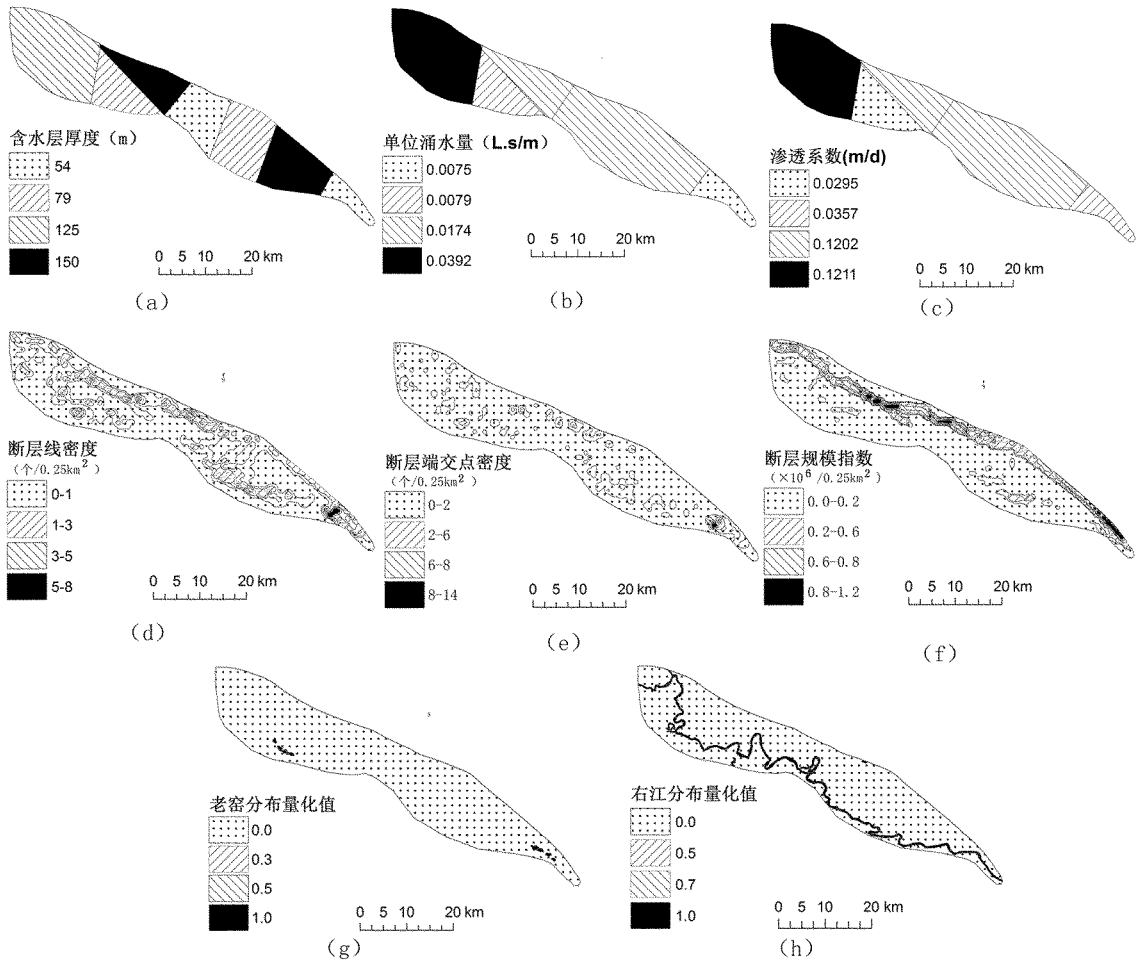 含水层厚度（m）
54
79
125
150
0 5 10 20 km
（a）
单位涌水量（L.s/m）
0.0075
0.0079
0.0174
0.0392
0 5 10 20 km
（b）
渗透系数(m/d)
0.0295
0.0357
0.1202
0.1211
0 5 10 20 km
（c）
断层线密度
（个/0.25km²）
0-1
1-3
3-5
5-8
0 5 10 20 km
（d）
断层端交点密度
（个/0.25km²）
0-2
2-6
6-8
8-14
0 5 10 20 km
（e）
断层规模指数
（×10⁶/0.25km²）
0.0-0.2
0.2-0.6
0.6-0.8
0.8-1.2
0 5 10 20 km
（f）
老窑分布量化值
0.0
0.3
0.5
1.0
0 5 10 20 km
（g）
右江分布量化值
0.0
0.5
0.7
1.0
0 5 10 20 km
（h）